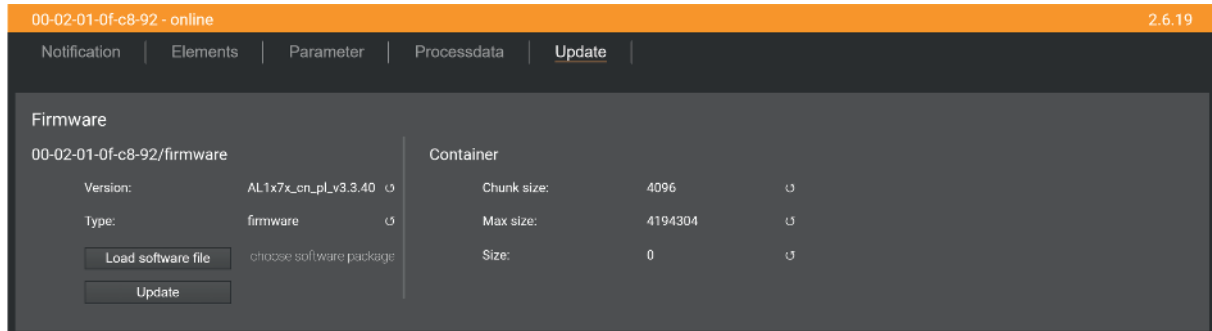 00-02-01-0f-c8-92 - online 2.6.19
Notification Elements Parameter Processdata Update
Firmware
00-02-01-0f-c8-92/firmware
Version: AL1x7x_cn_pl_v3.3.40
Type: firmware
Load software file choose software package
Update
Container
Chunk size: 4096
Max size: 4194304
Size: 0